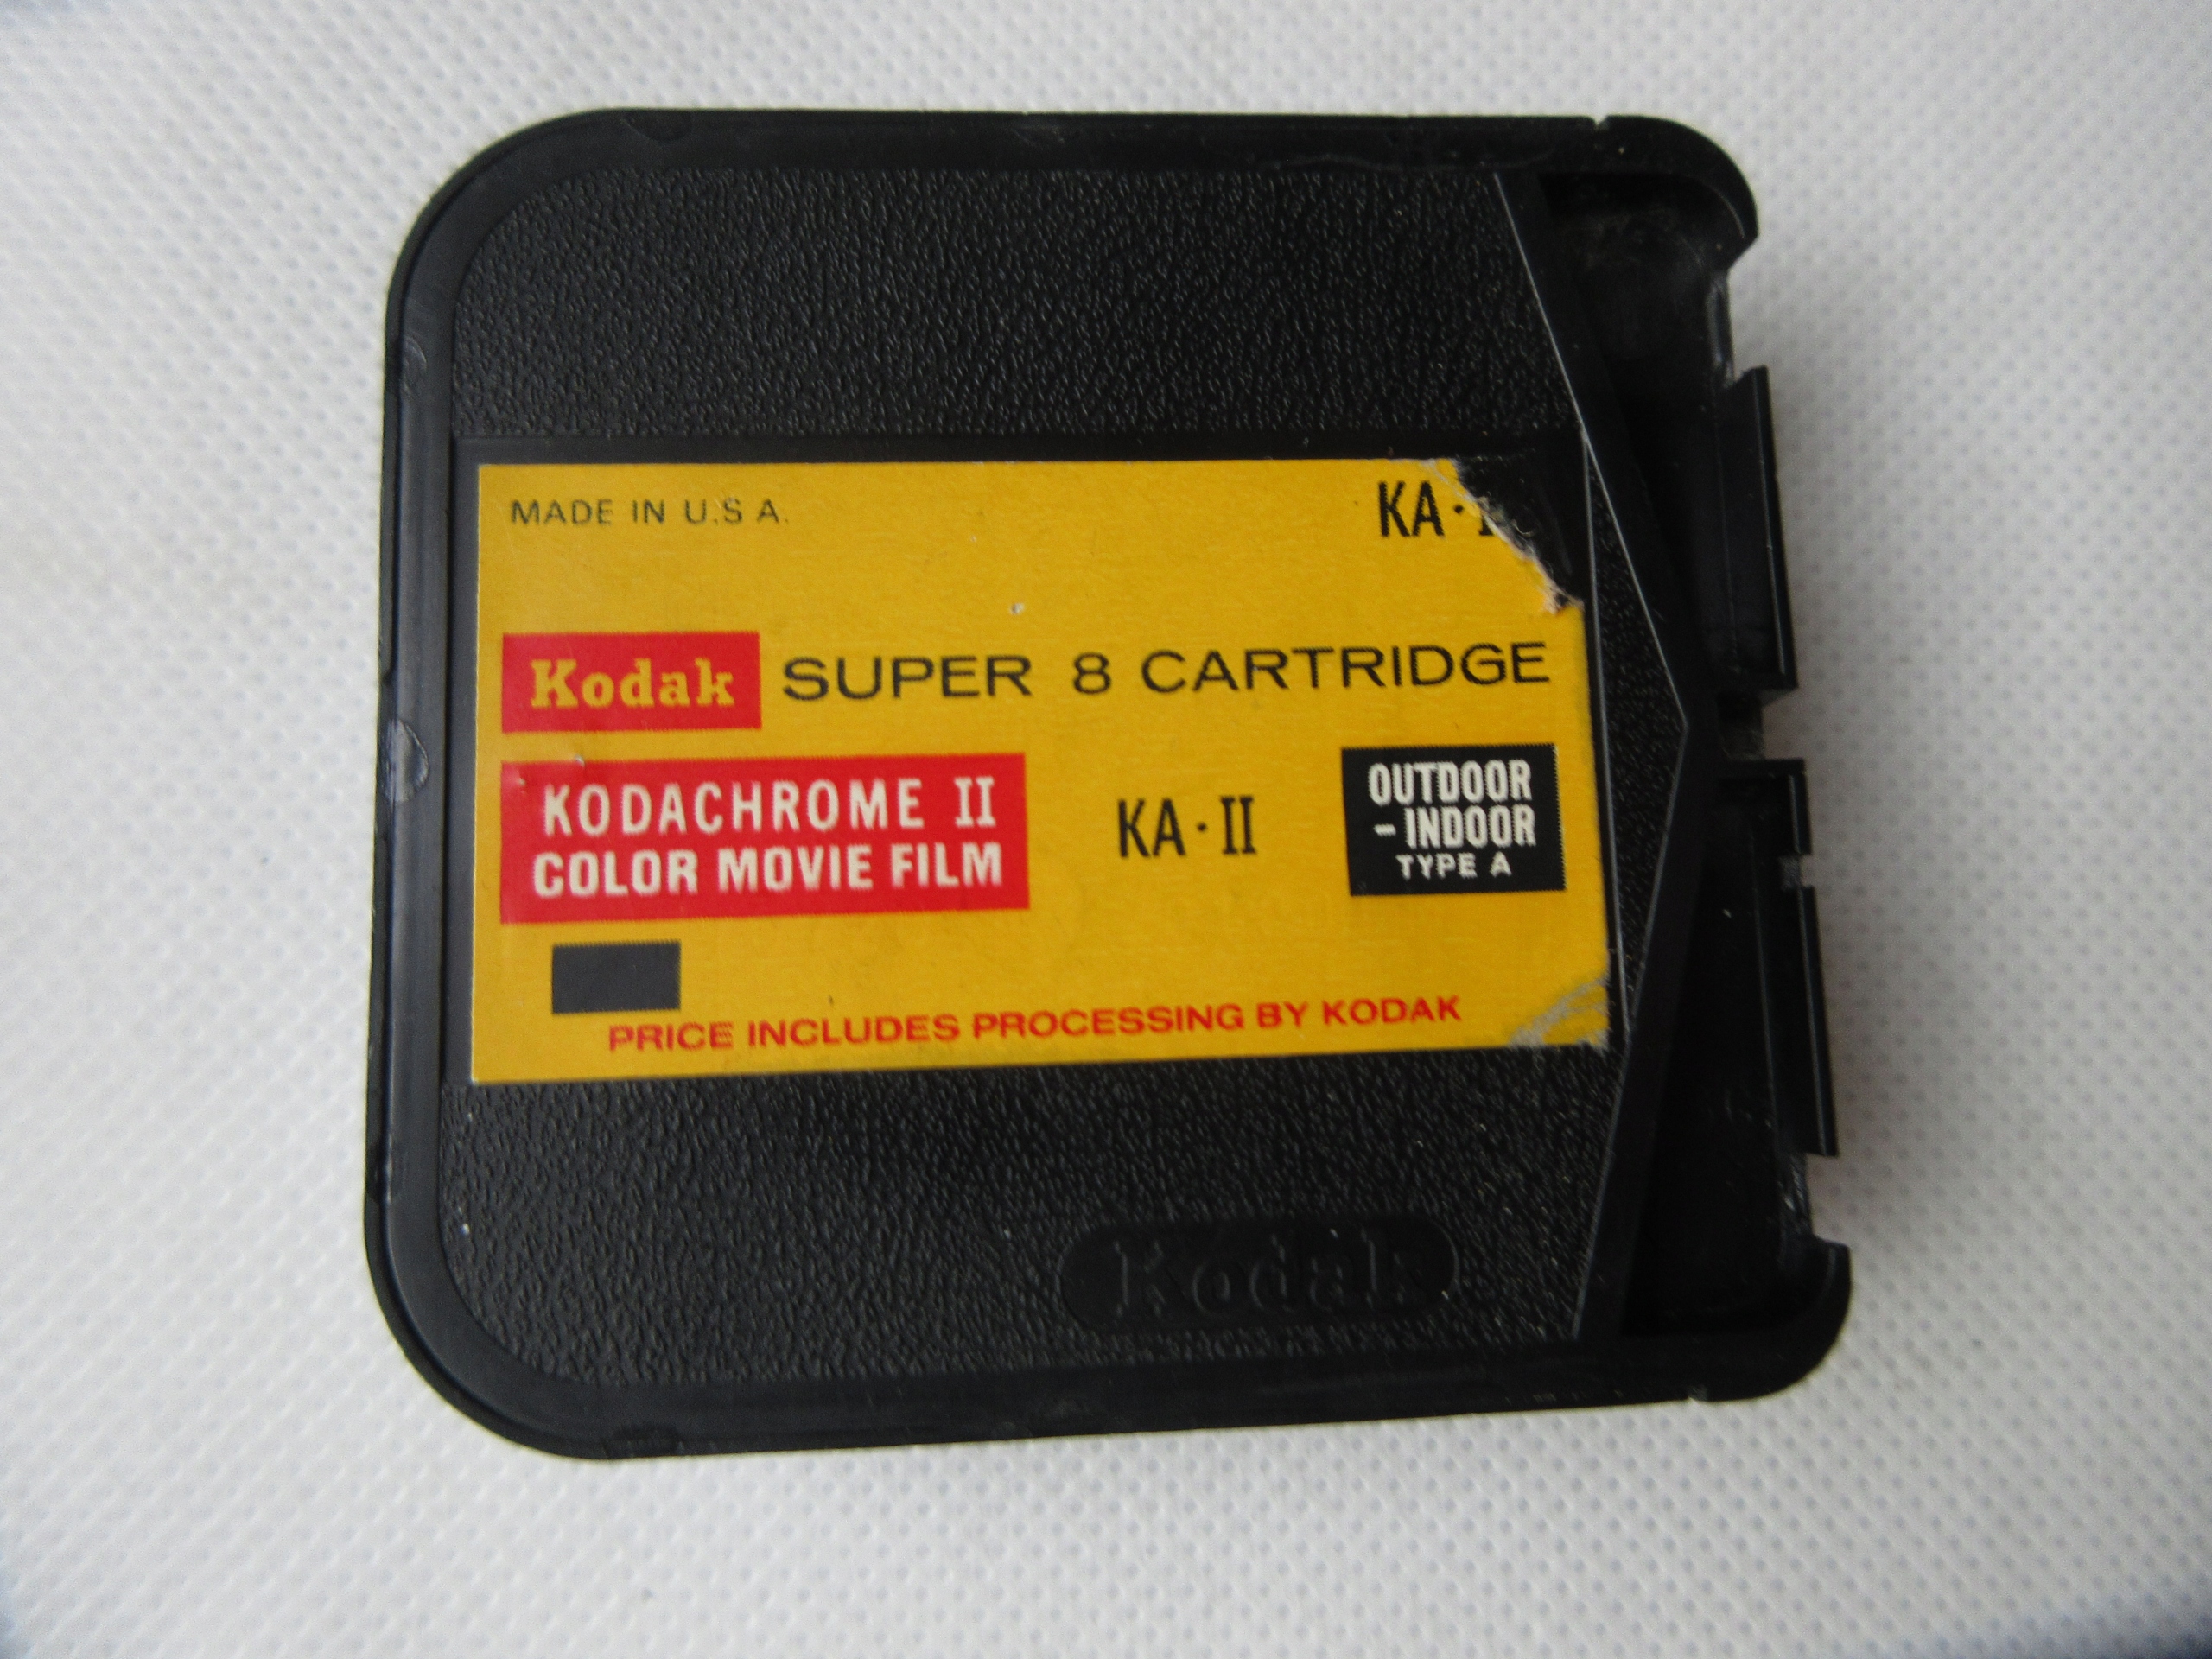 MADE IN U.S A.
KA · I
Kodak SUPER 8 CARTRIDGE
KODACHROME II
COLOR MOVIE FILM
KA · II
OUTDOOR
- INDOOR
TYPE A
PRICE INCLUDES PROCESSING BY KODAK
Kodak